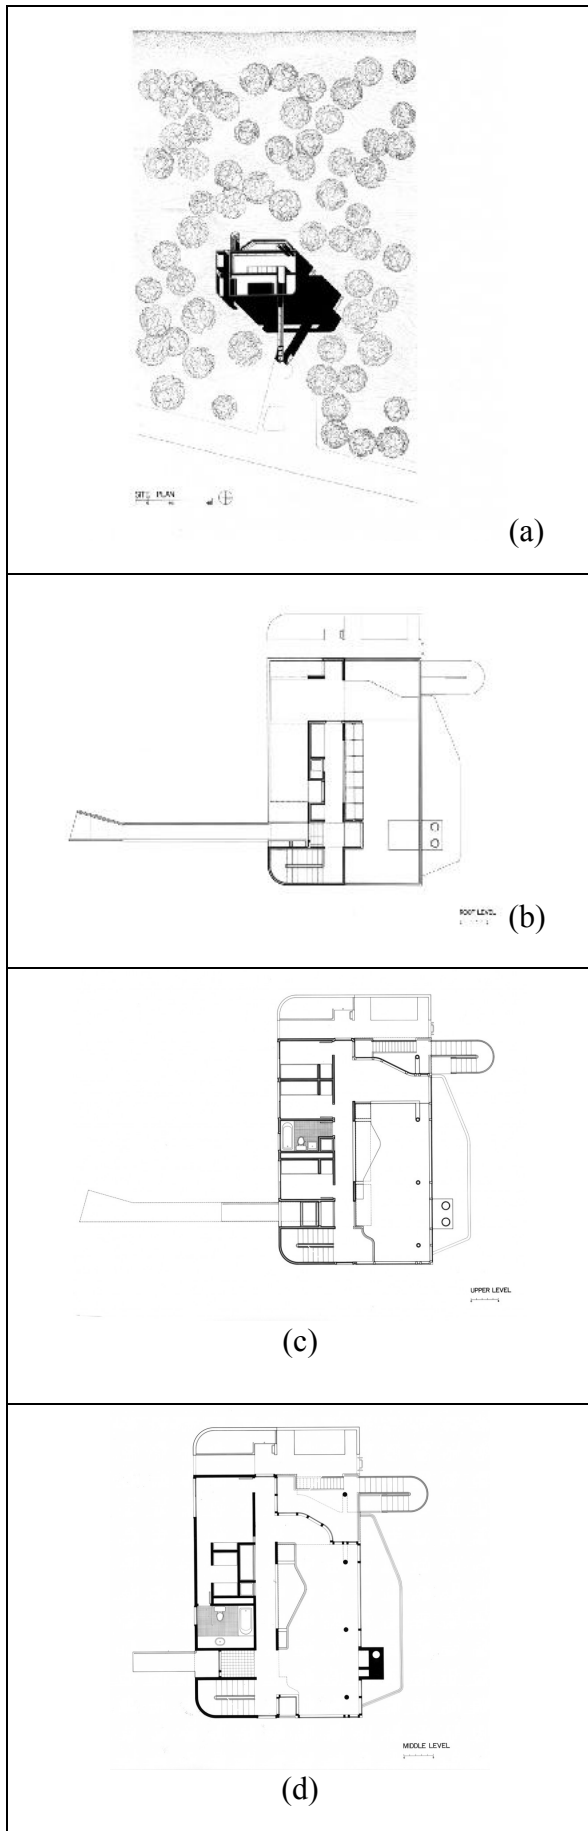 SITE PLAN
(a)
ROOF LEVEL
(b)
UPPER LEVEL
(c)
MIDDLE LEVEL
(d)